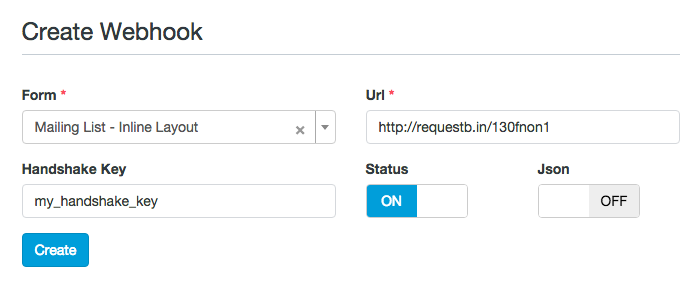 Create Webhook
Form * Url *
Mailing List - Inline Layout × http://requestb.in/130fnon1
Handshake Key Status Json
my_handshake_key ON OFF
Create